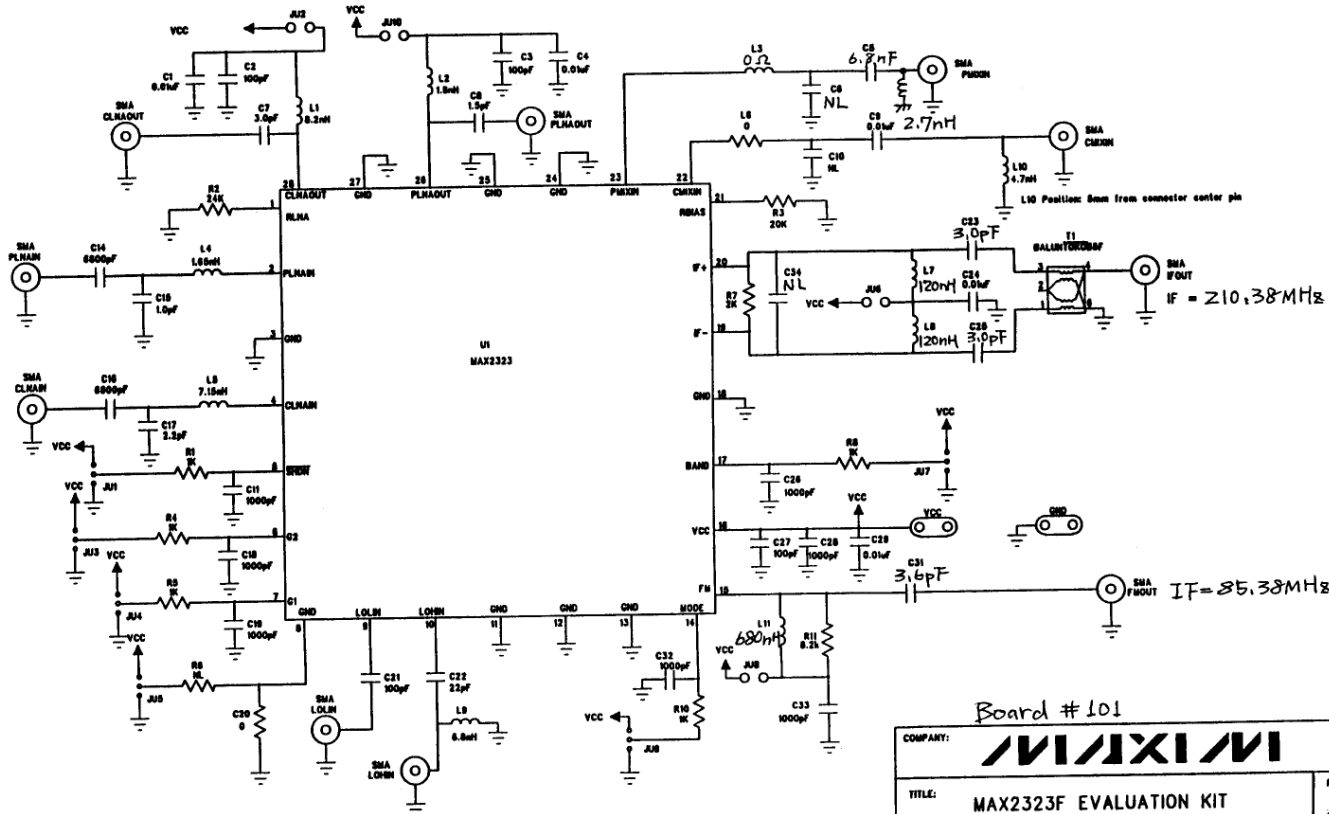 VCC
JU2
C1
0.01uF
C2
100pF
L1
8.2nH
SMA
CLNAOUT
C7
3.0pF
VCC
JU10
L2
1.8nH
C3
100pF
C4
0.01uF
C8
1.5pF
SMA
PLNAOUT
L3
0Ω
C5
SMA
PMIXIN
C6
NL
2.7nH
L6
0
C9
0.01uF
C10
NL
SMA
CMIXIN
L10
4.7nH
L10 Position: 5mm from connector center pin
28
CLNAOUT
27
GND
26
PLNAOUT
25
GND
24
GND
23
PMIXIN
22
CMIXIN
R2
24K
1
RLNA
21
RBIAS
R3
20K
SMA
PLNAIN
C14
6800pF
L4
1.65nH
2
PLNAIN
C15
1.0pF
3
GND
U1
MAX2323
20
IF+
R7
2K
C34
NL
L7
120nH
C23
3.0pF
C24
0.01uF
VCC
JU6
L8
120nH
C25
3.0pF
19
IF-
T1
3
2
1
4
6
SMA
IFOUT
IF = 210.38MHz
SMA
CLNAIN
C16
6800pF
L5
7.15nH
4
CLNAIN
C17
2.2pF
18
GND
VCC
JU1
R1
1K
5
SHDN
C11
1000pF
17
BAND
R8
1K
C26
1000pF
VCC
JU7
VCC
JU3
R4
1K
6
G2
C18
1000pF
16
VCC
C27
100pF
C28
1000pF
VCC
C29
0.01uF
VCC
GND
VCC
JU4
R5
1K
7
G1
C19
1000pF
15
FM
C31
3.6pF
SMA
FMOUT
IF=85.38MHz
GND
8
LOLIN
9
LOHIN
10
GND
11
GND
12
GND
13
MODE
14
VCC
JU5
R6
NL
C20
0
C21
100pF
C22
22pF
L9
6.8nH
SMA
LOLIN
SMA
LOHIN
C32
1000pF
R10
1K
VCC
JU9
L11
680nH
R11
8.2k
VCC
JU8
C33
1000pF
Board #101
COMPANY:
MAXIM
TITLE:
MAX2323F EVALUATION KIT